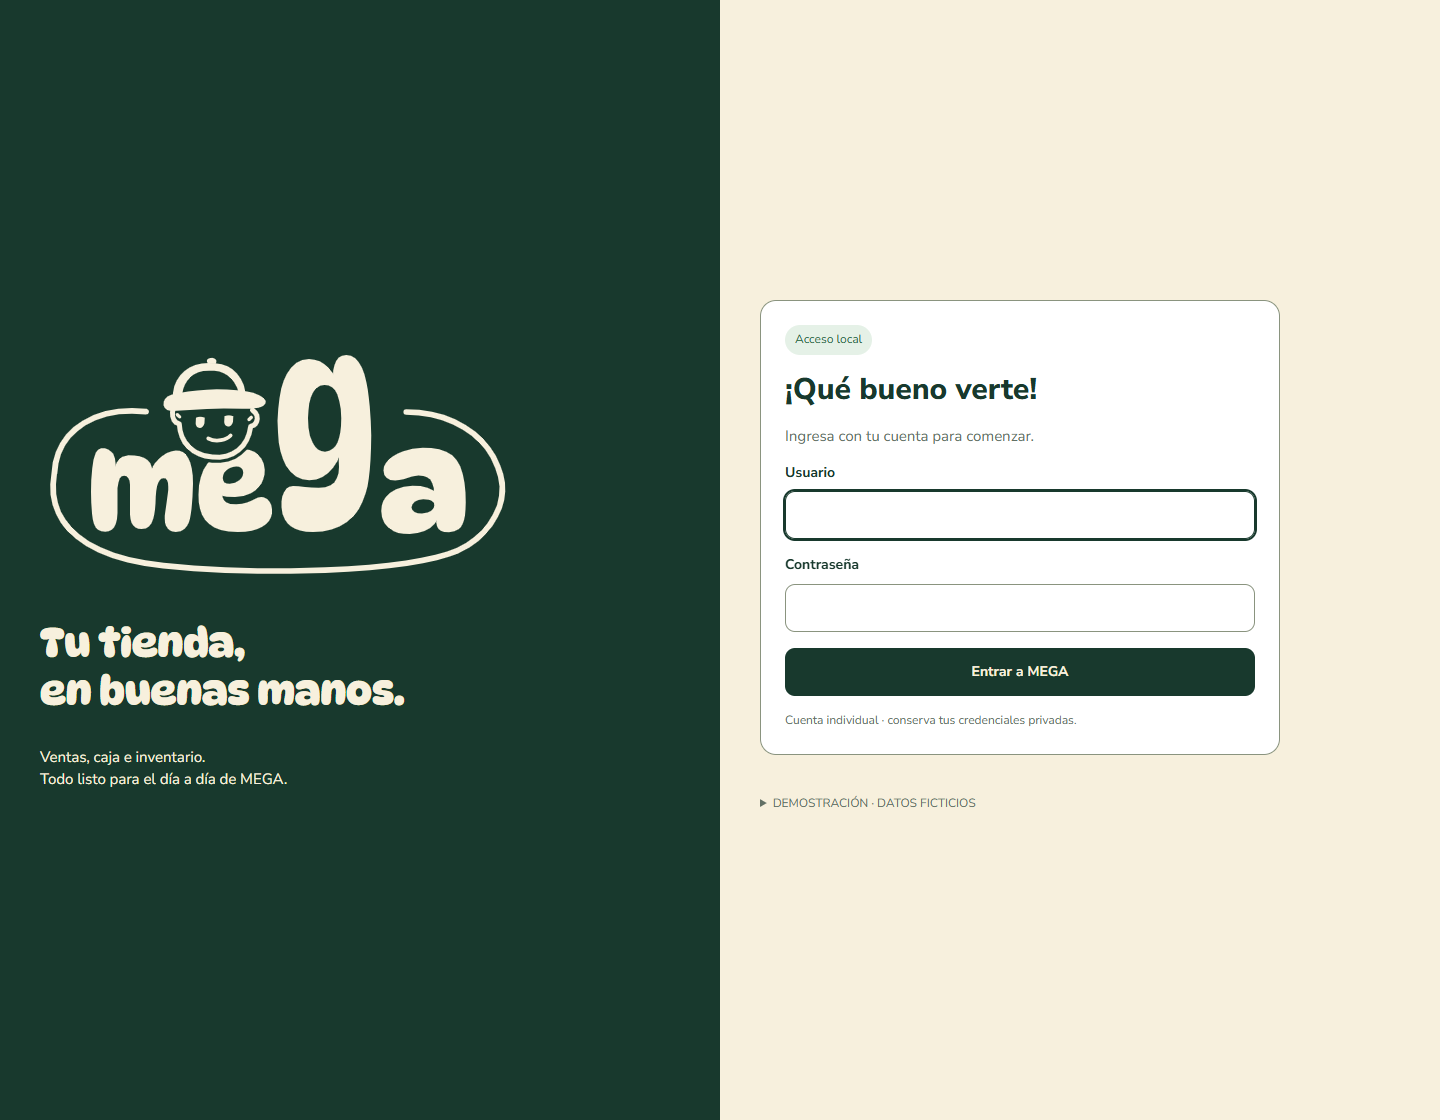 mega
Tu tienda,
en buenas manos.
Ventas, caja e inventario.
Todo listo para el día a día de MEGA.
Acceso local
¡Qué bueno verte!
Ingresa con tu cuenta para comenzar.
Usuario
Contraseña
Entrar a MEGA
Cuenta individual · conserva tus credenciales privadas.
DEMOSTRACIÓN · DATOS FICTICIOS